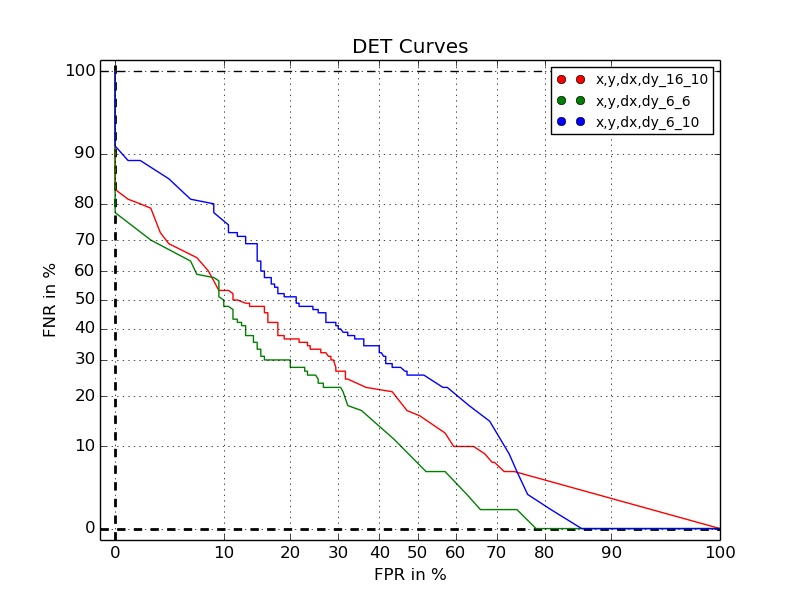 DET Curves
x,y,dx,dy_16_10
x,y,dx,dy_6_6
x,y,dx,dy_6_10
FNR in %
100
90
80
70
60
50
40
30
20
10
0
0 10 20 30 40 50 60 70 80 90 100
FPR in %